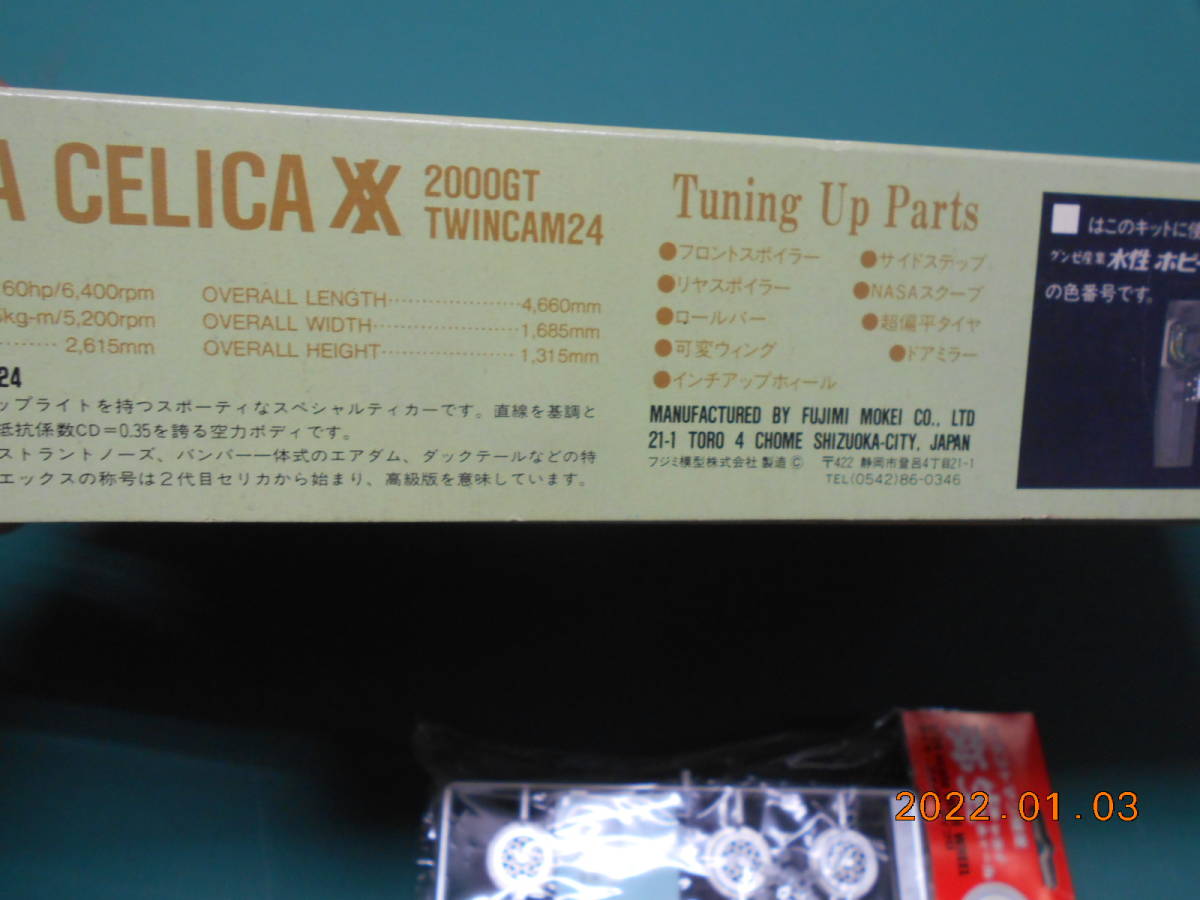 A CELICA XX 2000GT
TWINCAM24
60hp/6,400rpm
kg-m/5,200rpm
2,615mm
OVERALL LENGTH 4,660mm
OVERALL WIDTH 1,685mm
OVERALL HEIGHT 1,315mm
24
ップライトを持つスポーティなスペシャルティカーです。直線を基調と
抵抗係数CD=0.35を誇る空力ボディです。
ストラントノーズ、バンパー一体式のエアダム、ダックテールなどの特
エックスの称号は2代目セリカから始まり、高級版を意味しています。
Tuning Up Parts
●フロントスポイラー
●リヤスポイラー
●ロールバー
●可変ウィング
●インチアップホィール
●サイドステップ
●NASAスクープ
●超偏平タイヤ
●ドアミラー
MANUFACTURED BY FUJIMI MOKEI CO., LTD
21-1 TORO 4 CHOME SHIZUOKA-CITY, JAPAN
フジミ模型株式会社 製造 © 〒422 静岡市登呂4丁目21-1
TEL(0542)86-0346
はこのキットに使
グンゼ産業 水性 ホビー
の色番号です。
2022.01.03